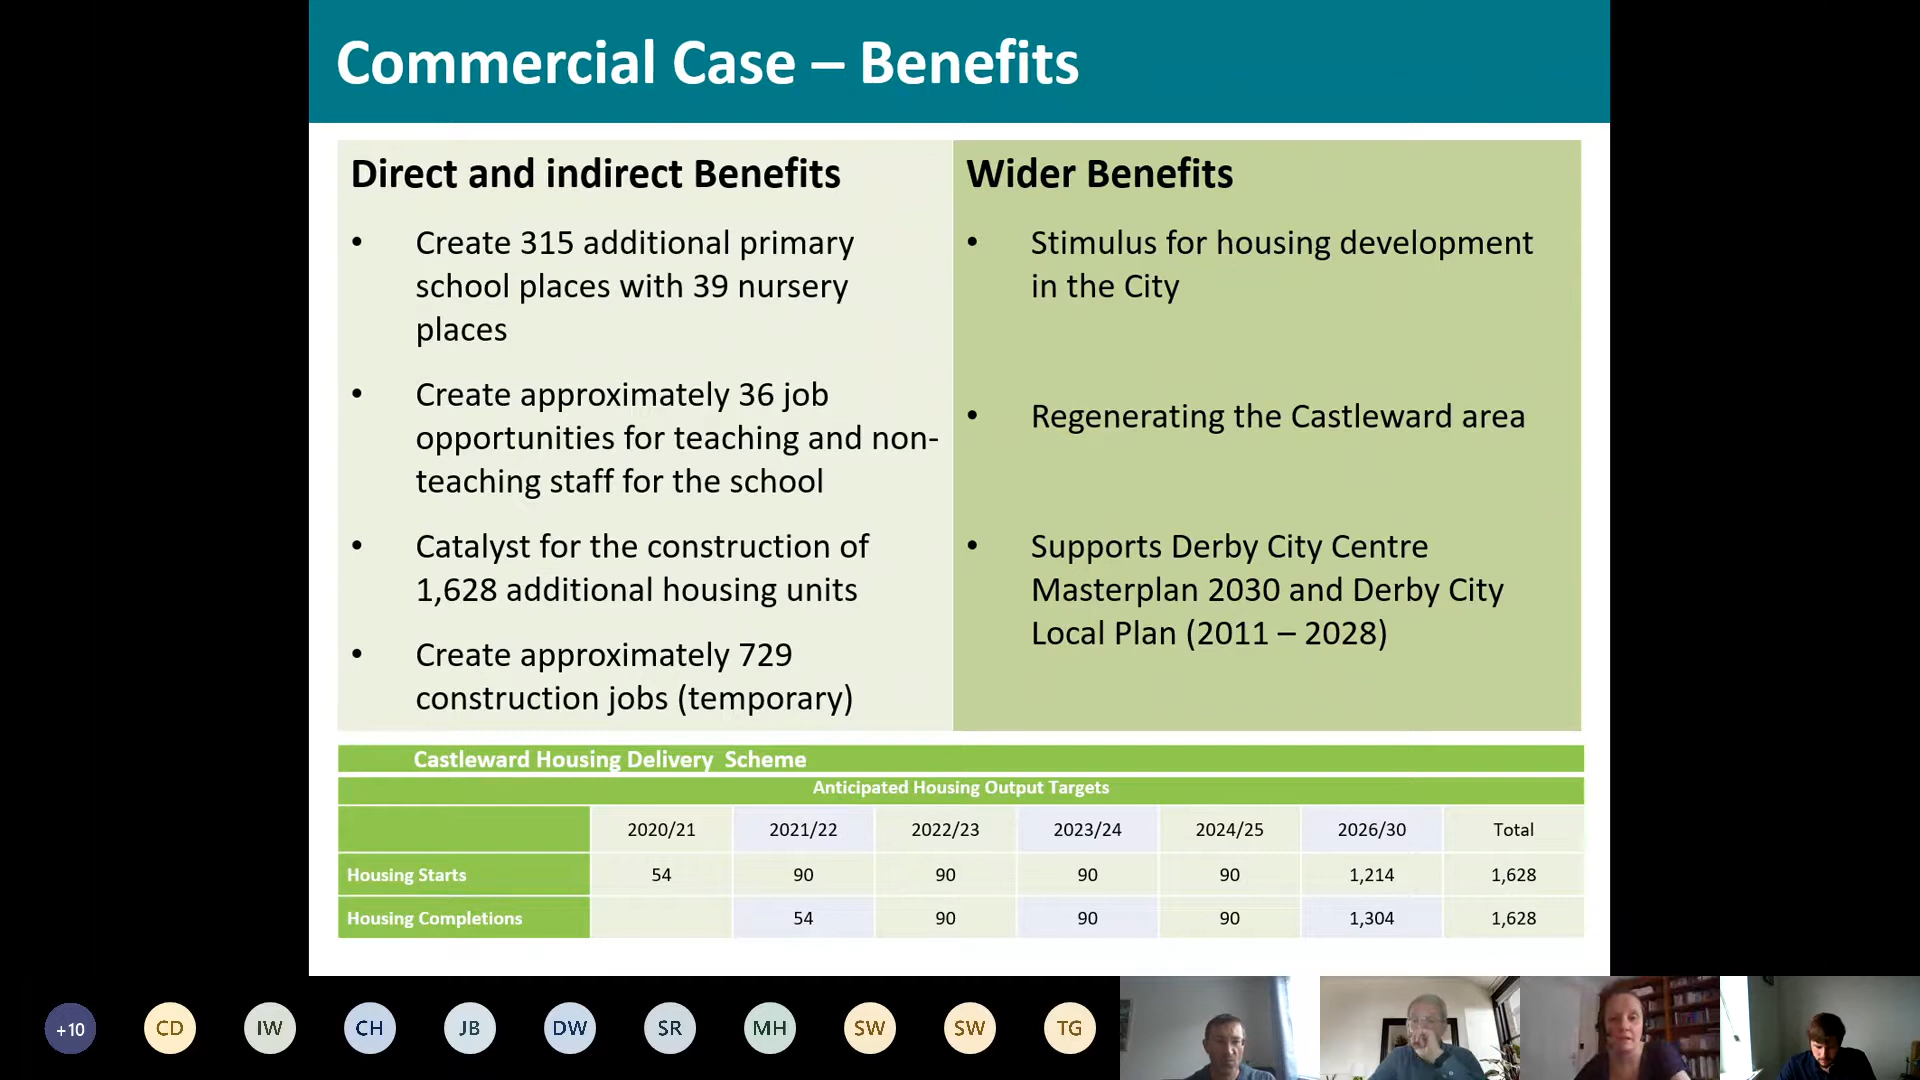 Commercial Case – Benefits
Direct and indirect Benefits
• Create 315 additional primary
school places with 39 nursery
places
• Create approximately 36 job
opportunities for teaching and non-
teaching staff for the school
• Catalyst for the construction of
1,628 additional housing units
• Create approximately 729
construction jobs (temporary)
Wider Benefits
• Stimulus for housing development
in the City
• Regenerating the Castleward area
• Supports Derby City Centre
Masterplan 2030 and Derby City
Local Plan (2011 – 2028)
Castleward Housing Delivery Scheme
Anticipated Housing Output Targets
2020/21 2021/22 2022/23 2023/24 2024/25 2026/30 Total
Housing Starts 54 90 90 90 90 1,214 1,628
Housing Completions 54 90 90 90 1,304 1,628
+10 CD IW CH JB DW SR MH SW SW TG